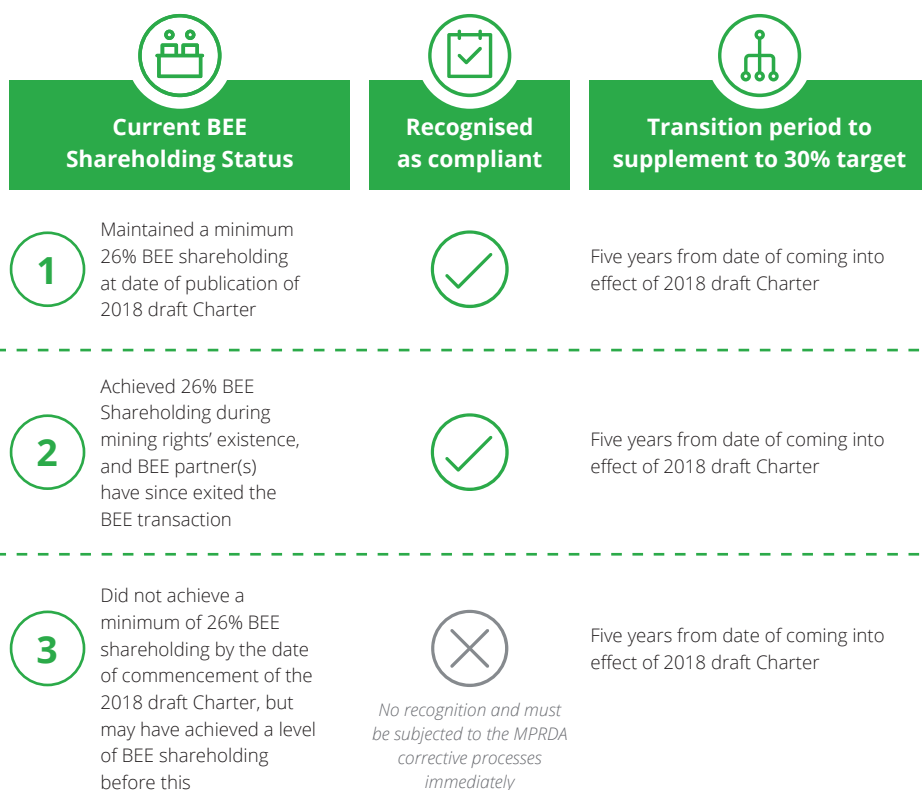 Current BEE
Shareholding Status
Recognised
as compliant
Transition period to
supplement to 30% target
1
Maintained a minimum
26% BEE shareholding
at date of publication of
2018 draft Charter
Five years from date of coming into
effect of 2018 draft Charter
2
Achieved 26% BEE
Shareholding during
mining rights’ existence,
and BEE partner(s)
have since exited the
BEE transaction
Five years from date of coming into
effect of 2018 draft Charter
3
Did not achieve a
minimum of 26% BEE
shareholding by the date
of commencement of the
2018 draft Charter, but
may have achieved a level
of BEE shareholding
before this
No recognition and must
be subjected to the MPRDA
corrective processes
immediately
Five years from date of coming into
effect of 2018 draft Charter